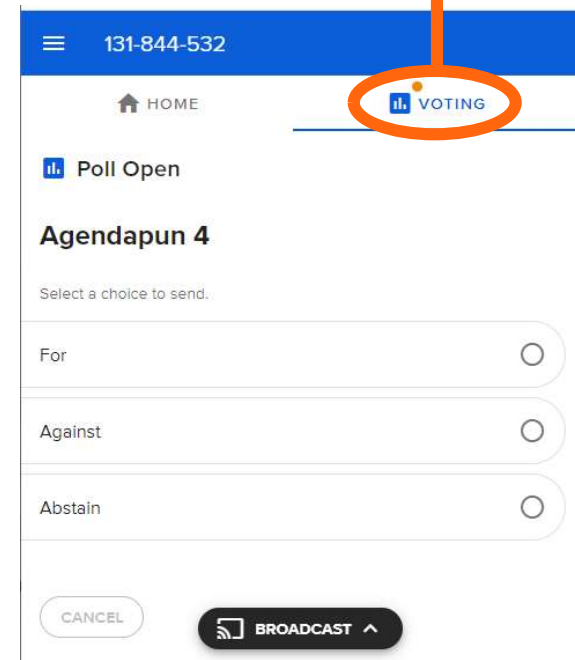 131-844-532
HOME VOTING
Poll Open
Agendapun 4
Select a choice to send.
For
Against
Abstain
CANCEL
BROADCAST